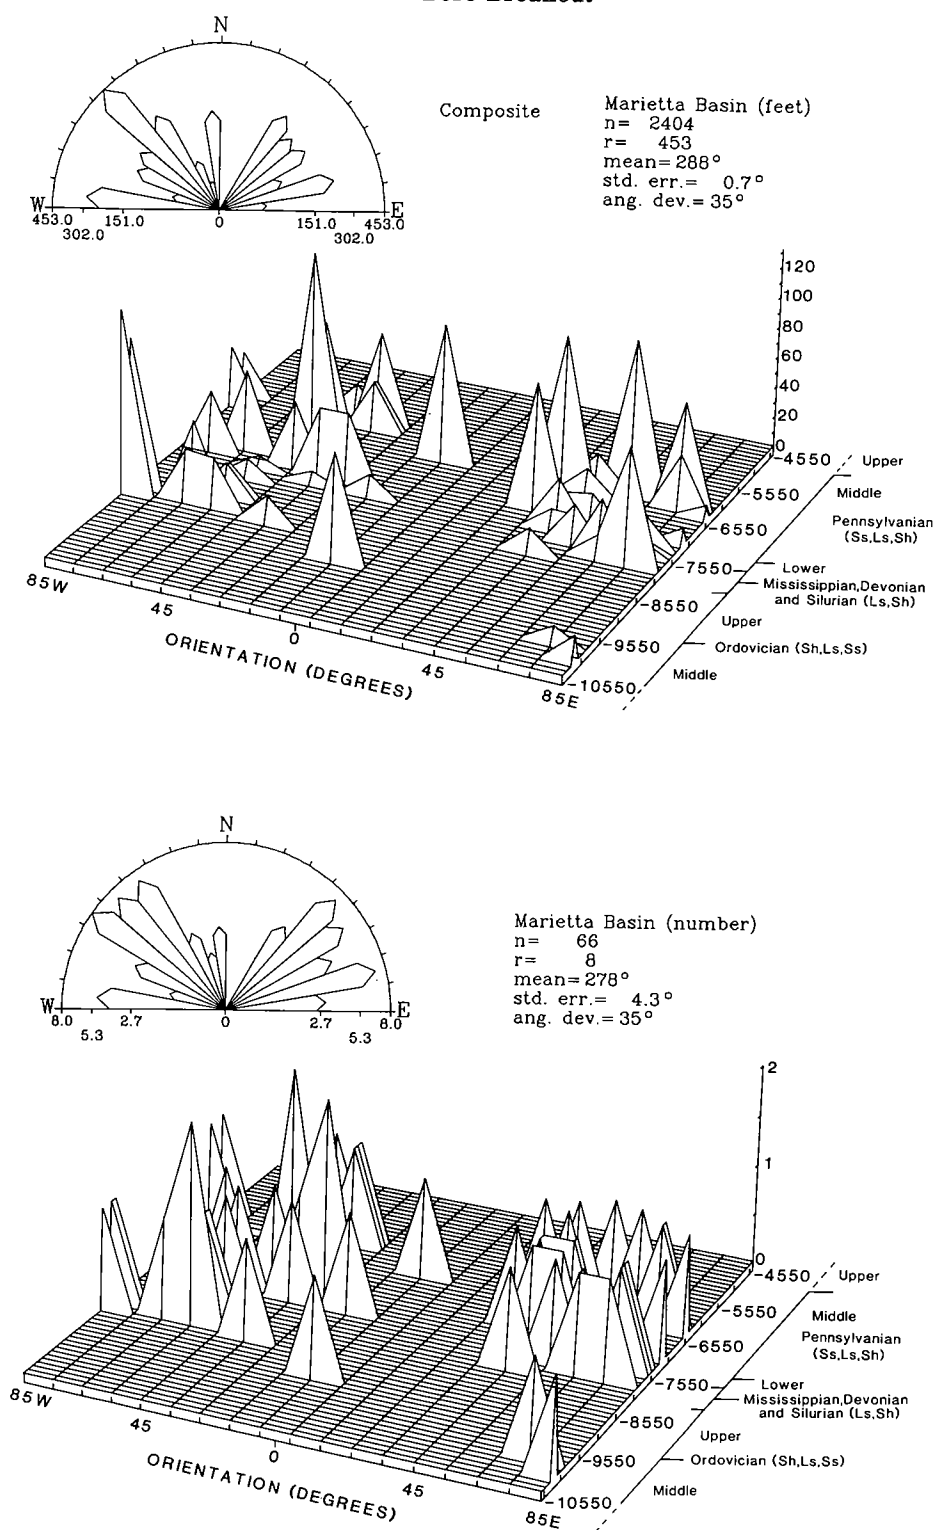 N
Composite
Marietta Basin (feet)
n= 2404
r= 453
mean=288°
std. err.= 0.7°
ang. dev.=35°
W E
453.0 151.0 0 151.0 453.0
302.0 302.0
120
100
80
60
40
20
0
-4550
-5550
-6550
-7550
-8550
-9550
-10550
Upper
Middle
Pennsylvanian
(Ss,Ls,Sh)
Lower
Mississippian,Devonian
and Silurian (Ls,Sh)
Upper
Ordovician (Sh,Ls,Ss)
Middle
85W
45
0
45
85E
ORIENTATION (DEGREES)
N
Marietta Basin (number)
n= 66
r= 8
mean=278°
std. err.= 4.3°
ang. dev.=35°
W E
8.0 2.7 0 2.7 8.0
5.3 5.3
2
1
0
-4550
-5550
-6550
-7550
-8550
-9550
-10550
Upper
Middle
Pennsylvanian
(Ss,Ls,Sh)
Lower
Mississippian,Devonian
and Silurian (Ls,Sh)
Upper
Ordovician (Sh,Ls,Ss)
Middle
85W
45
0
45
85E
ORIENTATION (DEGREES)